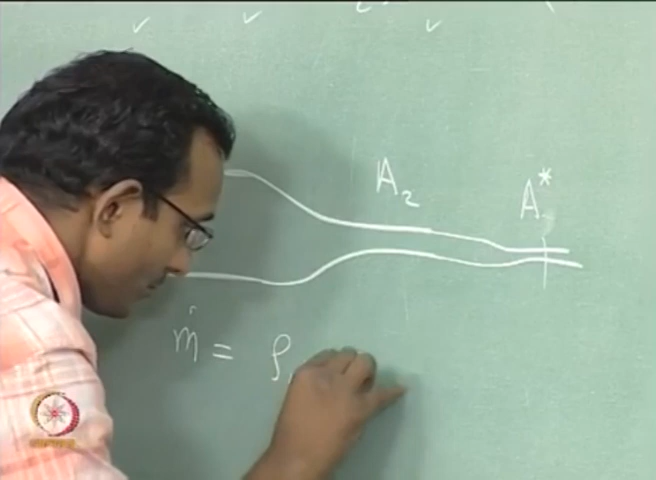 A₂
A*
ṁ = ρ